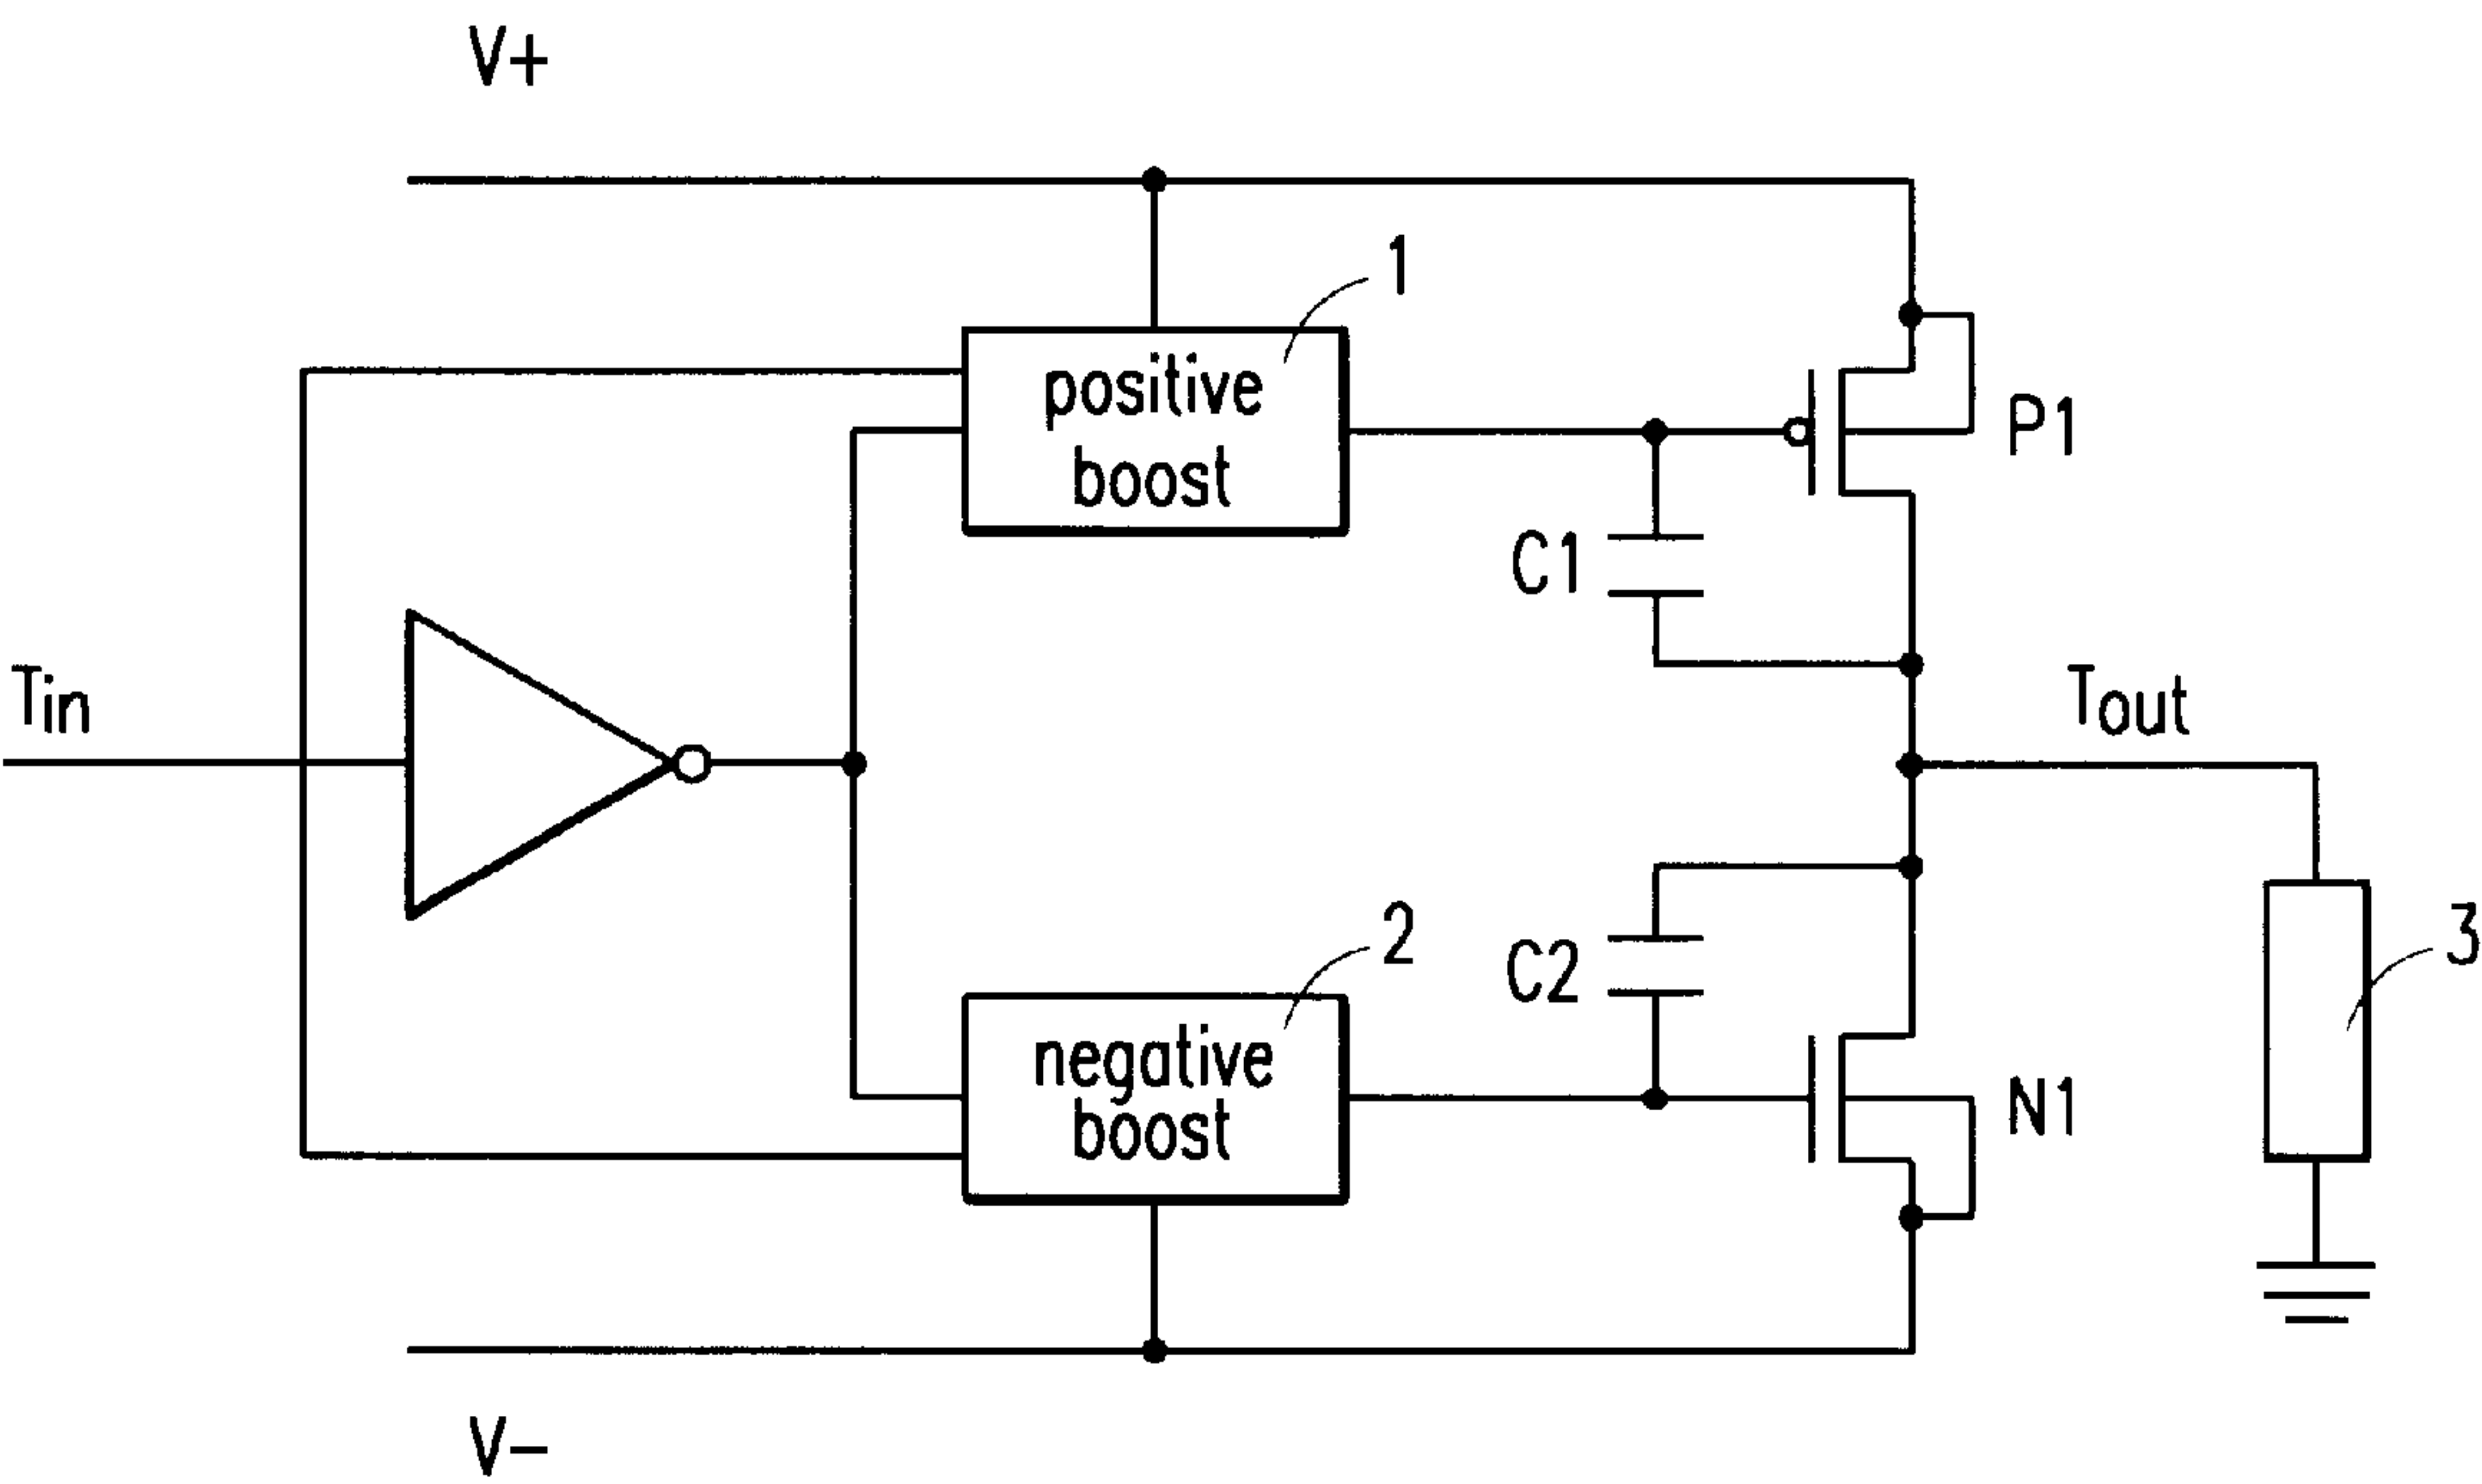 V+
1
positive
boost
P1
C1
Tin
Tout
2
C2
3
negative
boost
N1
V−